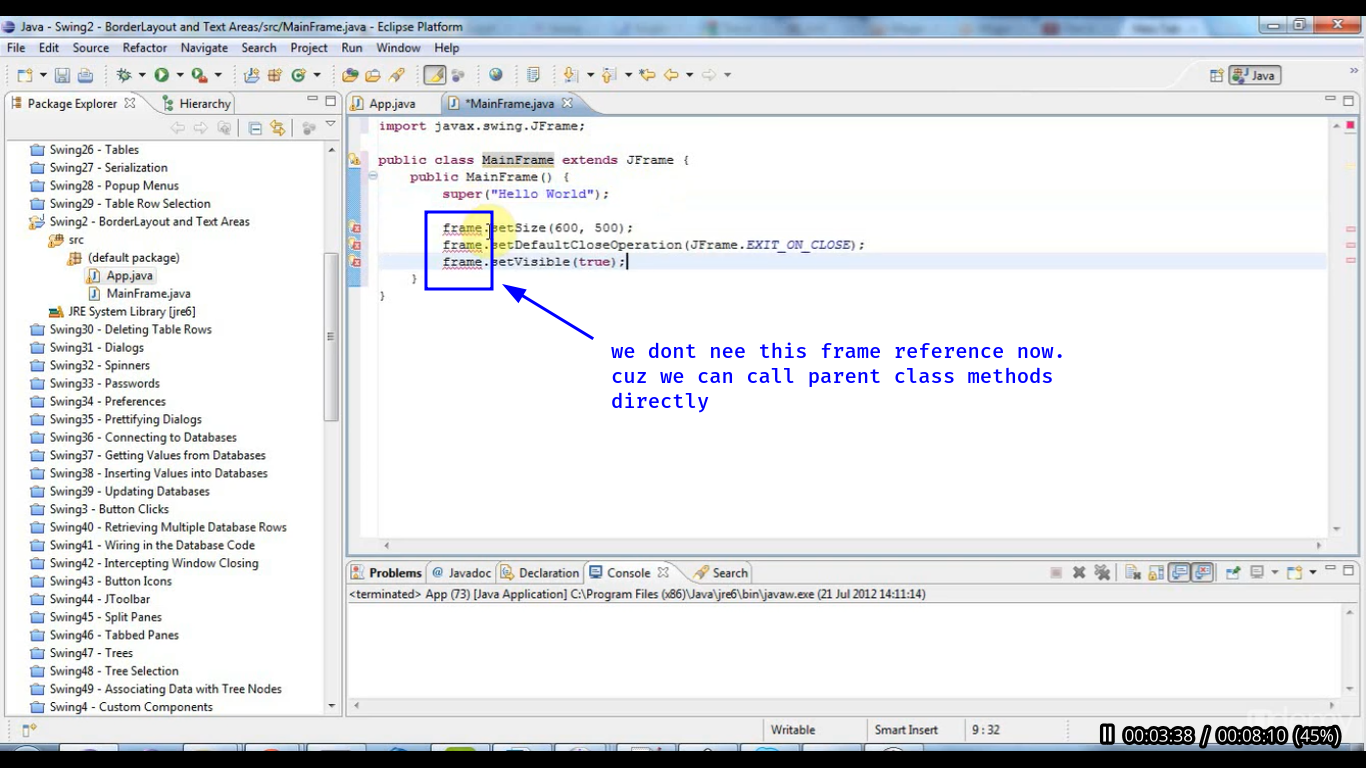 Java - Swing2 - BorderLayout and Text Areas/src/MainFrame.java - Eclipse Platform
File Edit Source Refactor Navigate Search Project Run Window Help
Java
Package Explorer Hierarchy
App.java *MainFrame.java
Swing26 - Tables
Swing27 - Serialization
Swing28 - Popup Menus
Swing29 - Table Row Selection
Swing2 - BorderLayout and Text Areas
src
(default package)
App.java
MainFrame.java
JRE System Library [jre6]
Swing30 - Deleting Table Rows
Swing31 - Dialogs
Swing32 - Spinners
Swing33 - Passwords
Swing34 - Preferences
Swing35 - Prettifying Dialogs
Swing36 - Connecting to Databases
Swing37 - Getting Values from Databases
Swing38 - Inserting Values into Databases
Swing39 - Updating Databases
Swing3 - Button Clicks
Swing40 - Retrieving Multiple Database Rows
Swing41 - Wiring in the Database Code
Swing42 - Intercepting Window Closing
Swing43 - Button Icons
Swing44 - JToolbar
Swing45 - Split Panes
Swing46 - Tabbed Panes
Swing47 - Trees
Swing48 - Tree Selection
Swing49 - Associating Data with Tree Nodes
Swing4 - Custom Components
import javax.swing.JFrame;
public class MainFrame extends JFrame {
public MainFrame() {
super("Hello World");
frame.setSize(600, 500);
frame.setDefaultCloseOperation(JFrame.EXIT_ON_CLOSE);
frame.setVisible(true);
}
}
we dont nee this frame reference now.
cuz we can call parent class methods
directly
Problems @ Javadoc Declaration Console Search
<terminated> App (73) [Java Application] C:\Program Files (x86)\Java\jre6\bin\javaw.exe (21 Jul 2012 14:11:14)
Writable Smart Insert 9 : 32
00:03:38 / 00:08:10 (45%)